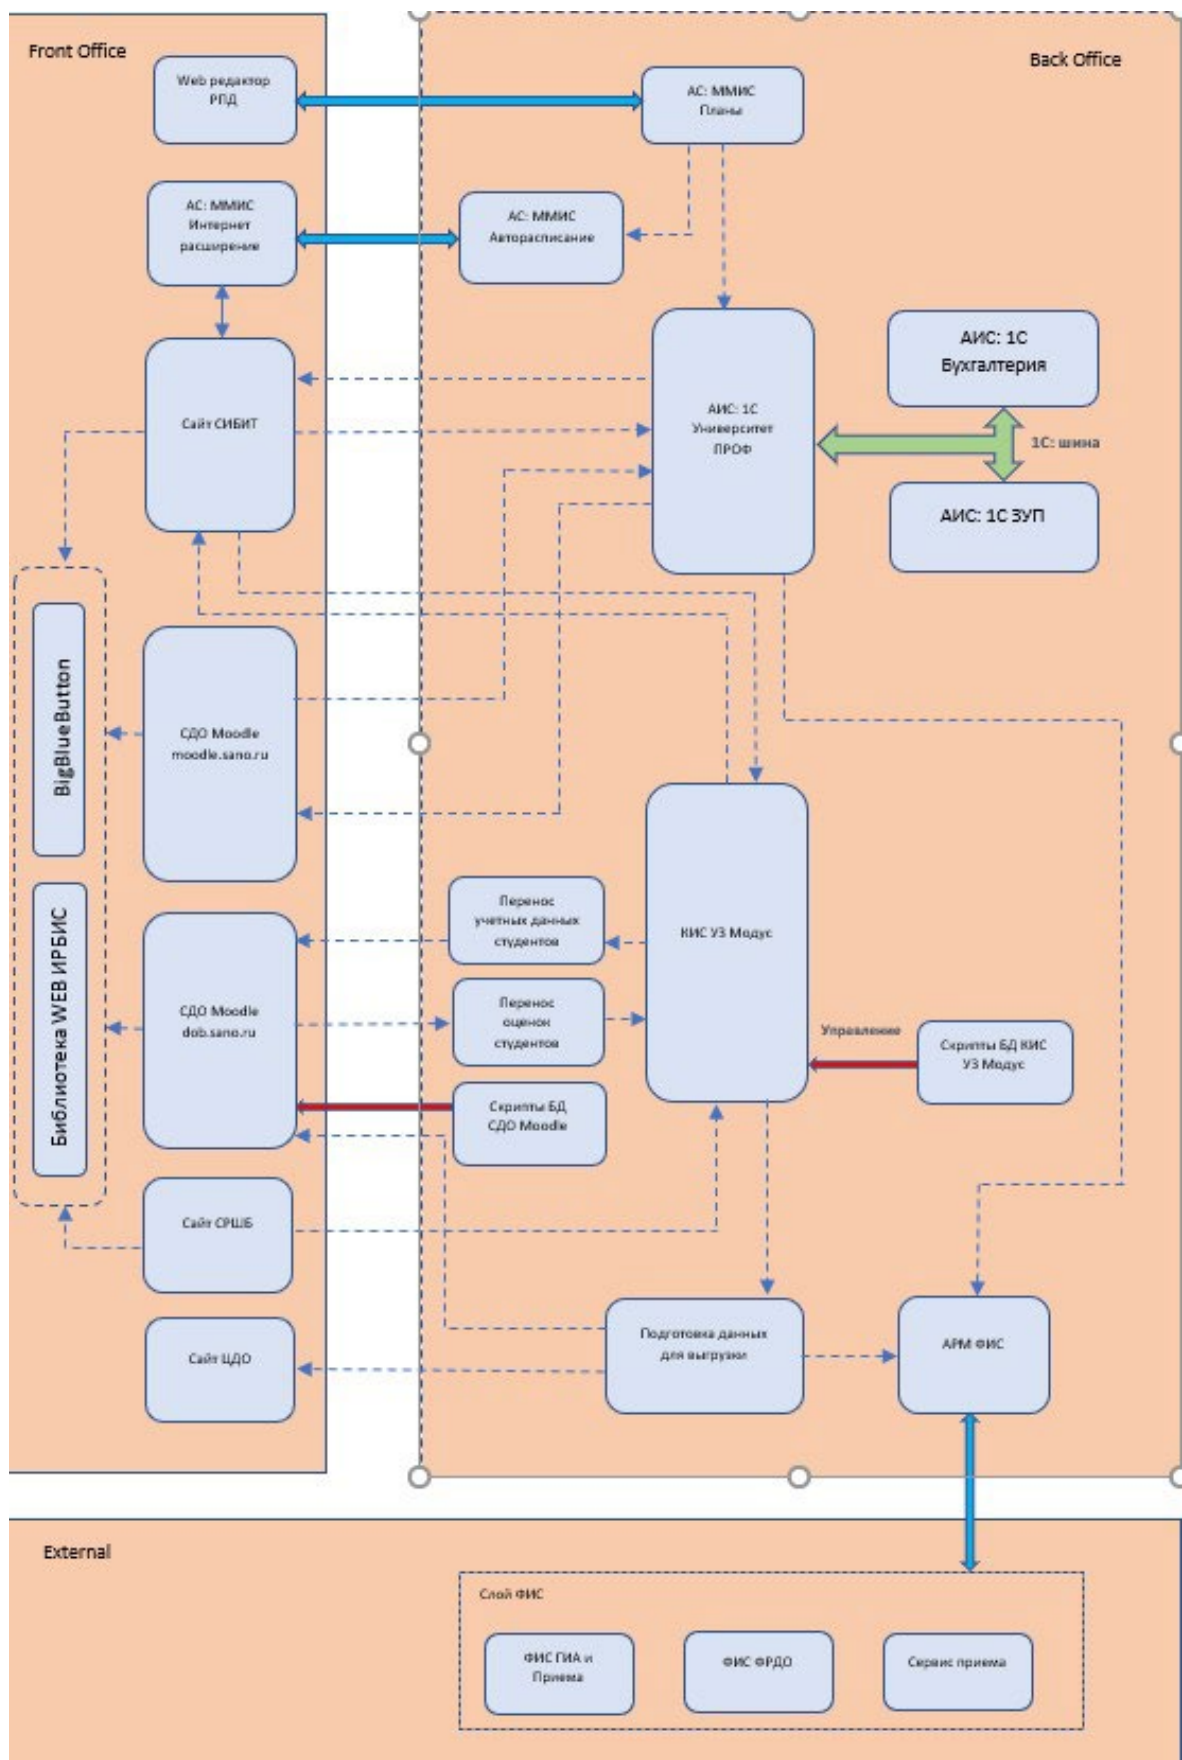 Front Office
Back Office
Web редактор
РПД
АС: ММИС
Планы
АС: ММИС
Интернет
расширение
АС: ММИС
Авторасписание
Сайт СИБИТ
АИС: 1С
Университет
ПРОФ
АИС: 1С
Бухгалтерия
1С: шина
АИС: 1С ЗУП
BigBlueButton
СДО Moodle
moodle.sano.ru
Перенос
учетных данных
студентов
КИС УЗ Модус
Библиотека WEB ИРБИС
СДО Moodle
dob.sano.ru
Перенос
оценок
студентов
Управление
Скрипты БД КИС
УЗ Модус
Скрипты БД
СДО Moodle
Сайт СРШБ
Подготовка данных
для выгрузки
АРМ ФИС
Сайт ЦДО
External
Слой ФИС
ФИС ГИА и
Приема
ФИС ФРДО
Сервис приема